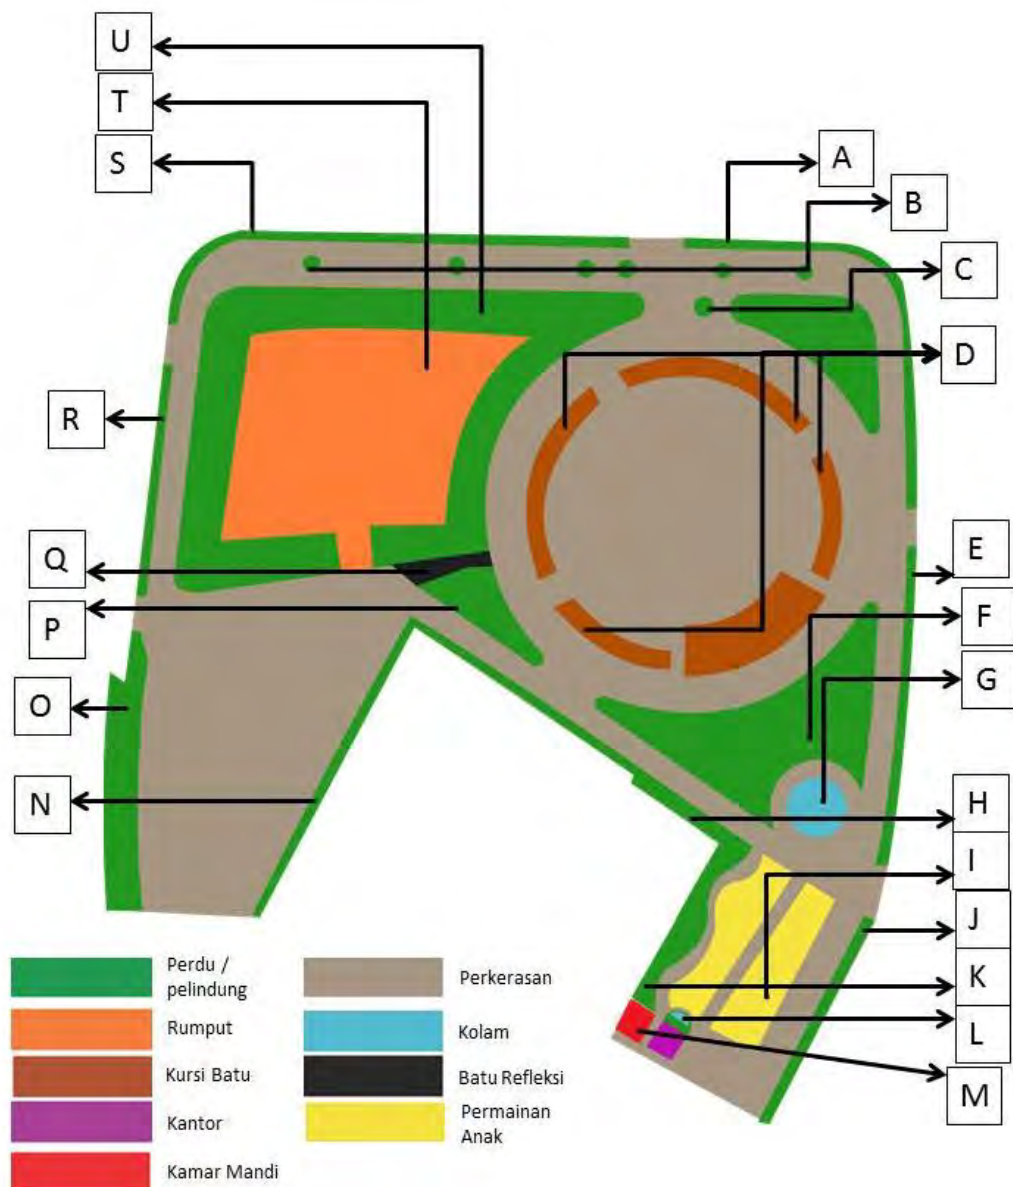 U
T
S
A
B
C
D
R
Q
P
O
N
E
F
G
H
I
J
K
L
M
Perdu /
pelindung
Rumput
Kursi Batu
Kantor
Kamar Mandi
Perkerasan
Kolam
Batu Refleksi
Permainan
Anak